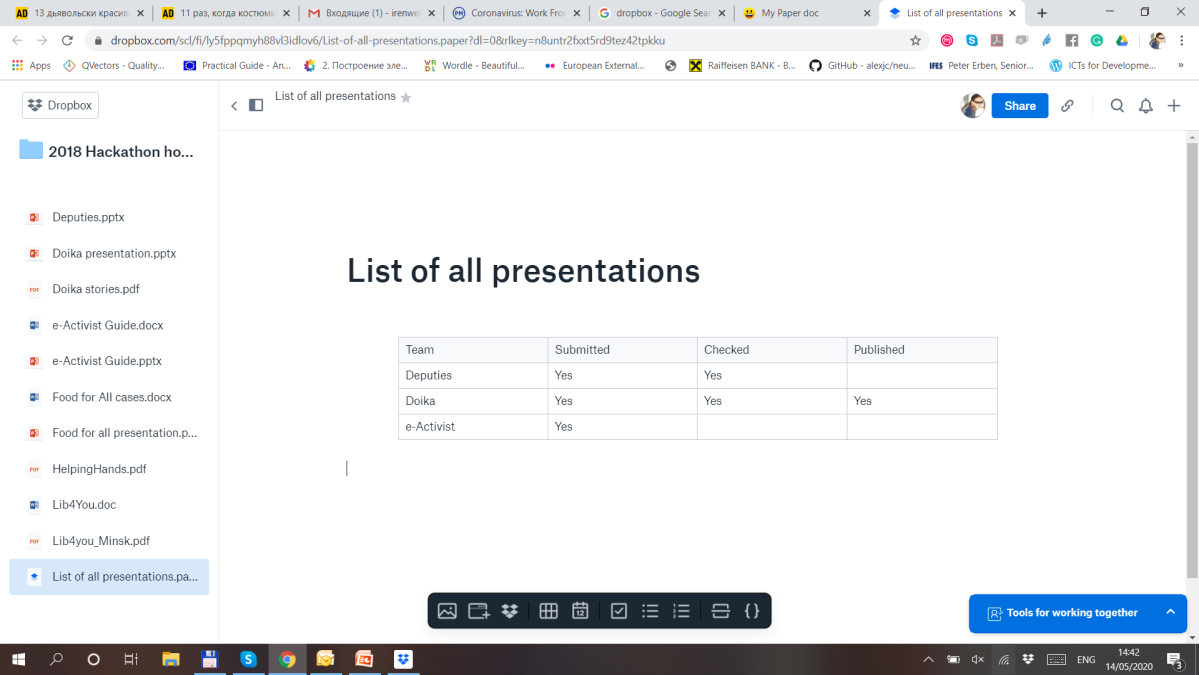 13 дьявольски красив
11 раз, когда костюмы
Входящие (1) - irenwei
Coronavirus: Work Fror
dropbox - Google Sear
My Paper doc
List of all presentations
dropbox.com/scl/fi/ly5fppqmyh88vl3idlov6/List-of-all-presentations.paper?dl=0&rlkey=n8untr2fxxt5rd9tez42tpkku
Apps
QVectors - Quality...
Practical Guide - An...
2. Построение эле...
Wordle - Beautiful...
European External...
Raiffeisen BANK - B...
GitHub - alexjc/neu...
IFES Peter Erben, Senior...
ICTs for Developme...
Dropbox
List of all presentations
Share
2018 Hackathon ho...
Deputies.pptx
Doika presentation.pptx
Doika stories.pdf
e-Activist Guide.docx
e-Activist Guide.pptx
Food for All cases.docx
Food for all presentation.p...
HelpingHands.pdf
Lib4You.doc
Lib4you_Minsk.pdf
List of all presentations.pa...
List of all presentations
Team Submitted Checked Published
Deputies Yes Yes
Doika Yes Yes Yes
e-Activist Yes
Tools for working together
ENG
14:42
14/05/2020
3